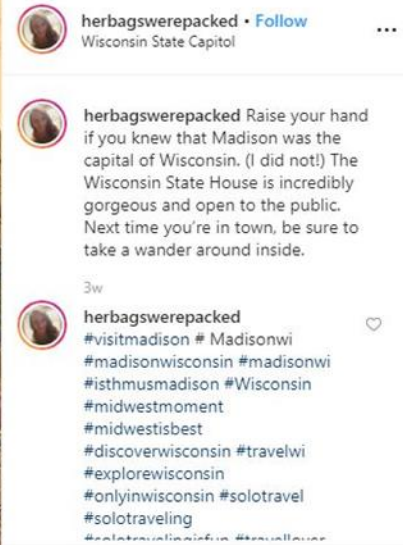 herbagswerepacked • Follow
Wisconsin State Capitol
...
herbagswerepacked Raise your hand
if you knew that Madison was the
capital of Wisconsin. (I did not!) The
Wisconsin State House is incredibly
gorgeous and open to the public.
Next time you're in town, be sure to
take a wander around inside.
3w
herbagswerepacked
#visitmadison # Madisonwi
#madisonwisconsin #madisonwi
#isthmusmadison #Wisconsin
#midwestmoment
#midwestisbest
#discoverwisconsin #travelwi
#explorewisconsin
#onlyinwisconsin #solotravel
#solotraveling
#solotravelingisfun #travellover